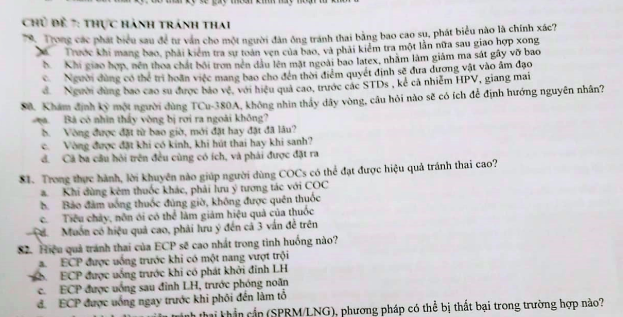 CHỦ ĐỀ 7: THỰC HÀNH TRÁNH THAI
79. Trong các phát biểu sau để tư vấn cho một người đàn ông tránh thai bằng bao cao su, phát biểu nào là chính xác?
a. Trước khi mang bao, phải kiểm tra sự toàn vẹn của bao, và phải kiểm tra một lần nữa sau giao hợp xong
b. Khi giao hợp, nên thoa chất bôi trơn nền dầu lên mặt ngoài bao latex, nhằm làm giảm ma sát gây vỡ bao
c. Người dùng có thể trì hoãn việc mang bao cho đến thời điểm quyết định sẽ đưa dương vật vào âm đạo
d. Người dùng bao cao su được bảo vệ, với hiệu quả cao, trước các STDs , kể cả nhiễm HPV, giang mai
80. Khám định kỳ một người dùng TCu-380A, không nhìn thấy dây vòng, câu hỏi nào sẽ có ích để định hướng nguyên nhân?
a. Bà có nhìn thấy vòng bị rơi ra ngoài không?
b. Vòng được đặt từ bao giờ, mới đặt hay đặt đã lâu?
c. Vòng được đặt khi có kinh, khi hút thai hay khi sanh?
d. Cả ba câu hỏi trên đều cùng có ích, và phải được đặt ra
81. Trong thực hành, lời khuyên nào giúp người dùng COCs có thể đạt được hiệu quả tránh thai cao?
a. Khi dùng kèm thuốc khác, phải lưu ý tương tác với COC
b. Bảo đảm uống thuốc đúng giờ, không được quên thuốc
c. Tiêu chảy, nôn ói có thể làm giảm hiệu quả của thuốc
d. Muốn có hiệu quả cao, phải lưu ý đến cả 3 vấn đề trên
82. Hiệu quả tránh thai của ECP sẽ cao nhất trong tình huống nào?
a. ECP được uống trước khi có một nang vượt trội
b. ECP được uống trước khi có phát khởi đỉnh LH
c. ECP được uống sau đỉnh LH, trước phóng noãn
d. ECP được uống ngay trước khi phôi đến làm tổ
tránh thai khẩn cấp (SPRM/LNG), phương pháp có thể bị thất bại trong trường hợp nào?